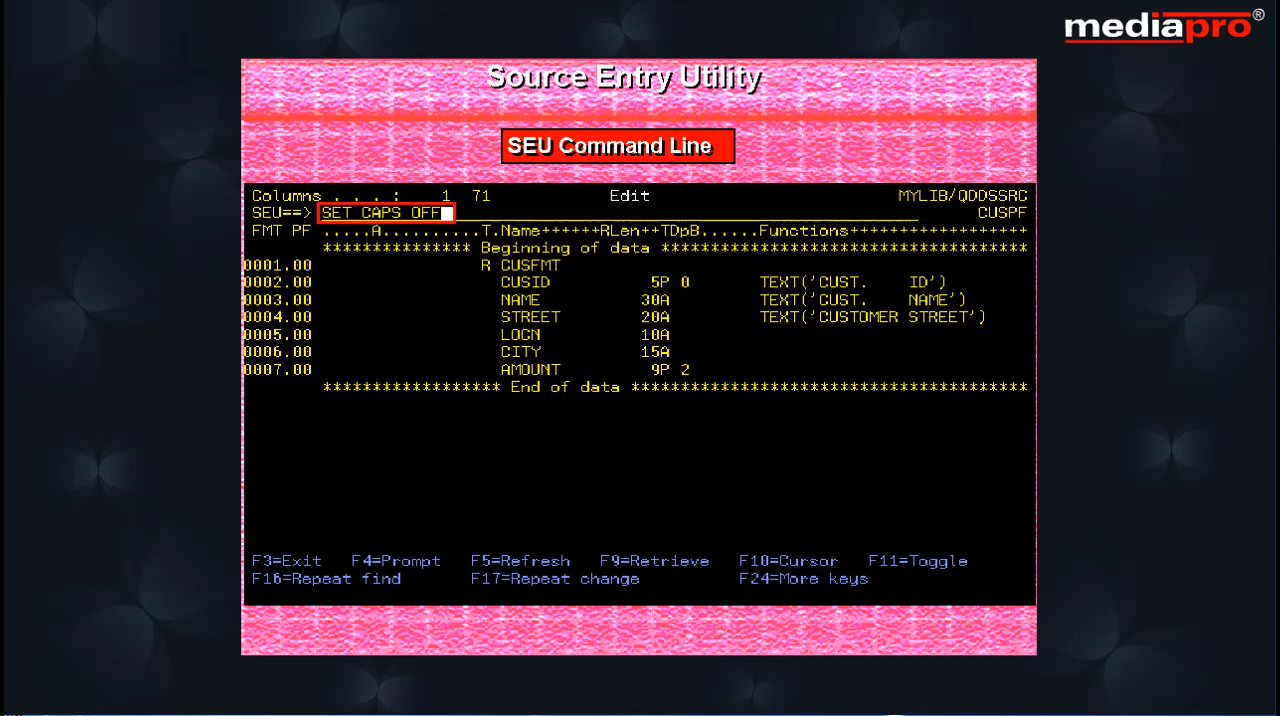 mediapro®
Source Entry Utility
SEU Command Line
Columns . . . :    1  71            Edit                          MYLIB/QDDSSRC
SEU==> SET CAPS OFF                                               CUSPF
FMT PF .....A..........T.Name++++++RLen++TDpB......Functions++++++++++++++++++
*************** Beginning of data *************************************
0001.00                 R CUSFMT
0002.00                   CUSID          5P 0       TEXT('CUST.    ID')
0003.00                   NAME          30A         TEXT('CUST.    NAME')
0004.00                   STREET        20A         TEXT('CUSTOMER STREET')
0005.00                   LOCN          10A
0006.00                   CITY          15A
0007.00                   AMOUNT         9P 2
****************** End of data ****************************************
F3=Exit   F4=Prompt   F5=Refresh   F9=Retrieve   F10=Cursor   F11=Toggle
F16=Repeat find       F17=Repeat change          F24=More keys